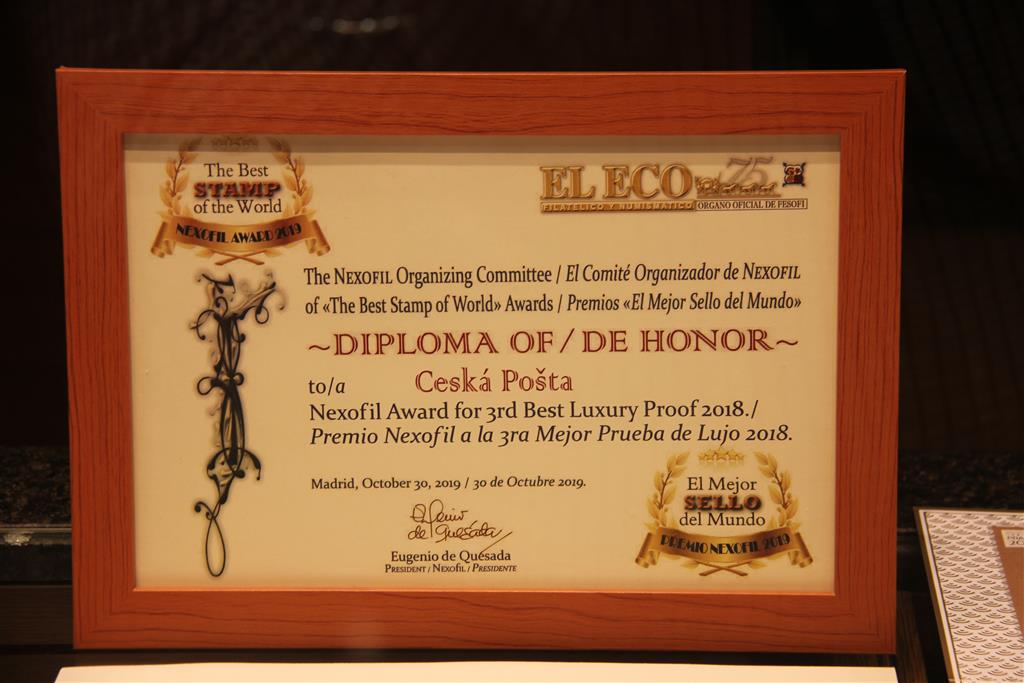 The Best
STAMP
of the World
NEXOFIL AWARD 2019
EL ECO 75
FILATELICO Y NUMISMATICO ORGANO OFICIAL DE FESOFI
The NEXOFIL Organizing Committee / El Comité Organizador de NEXOFIL
of «The Best Stamp of World» Awards / Premios «El Mejor Sello del Mundo»
~DIPLOMA OF / DE HONOR~
to/a Ceská Pošta
Nexofil Award for 3rd Best Luxury Proof 2018./
Premio Nexofil a la 3ra Mejor Prueba de Lujo 2018.
Madrid, October 30, 2019 / 30 de Octubre 2019.
de Quesada
Eugenio de Quesada
PRESIDENT / NEXOFIL / PRESIDENTE
El Mejor
SELLO
del Mundo
PREMIO NEXOFIL 2019